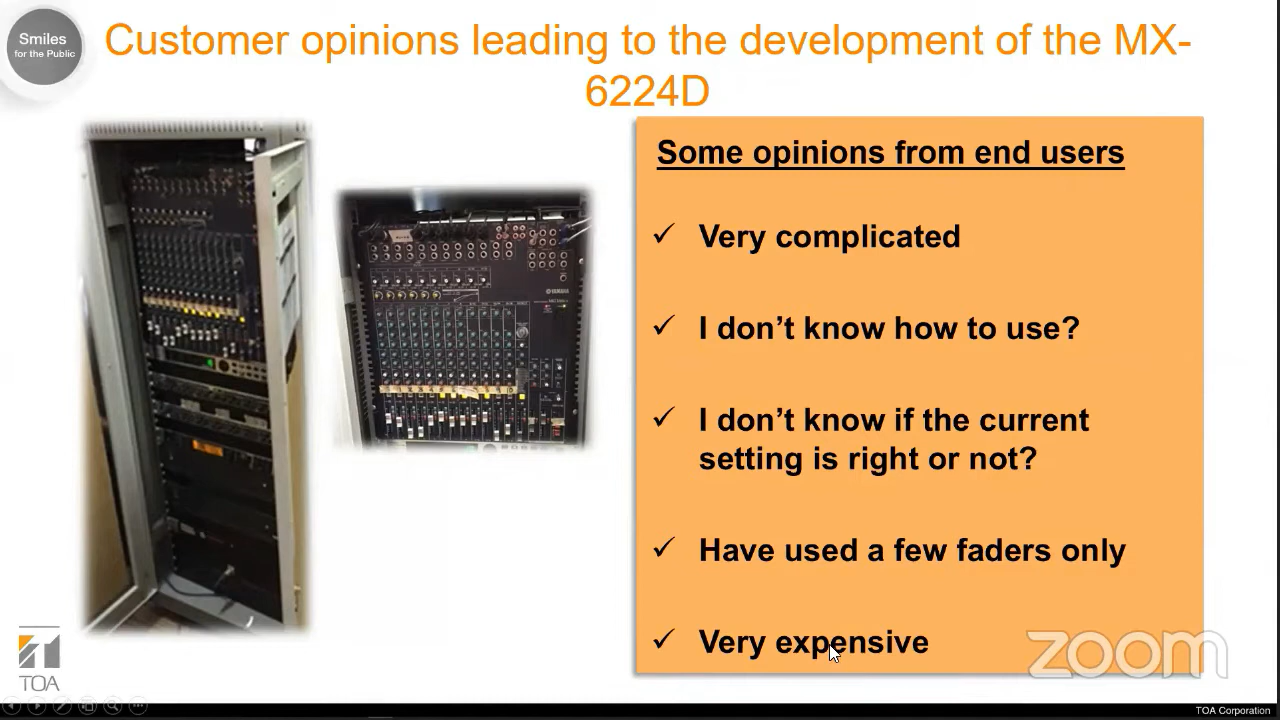 Smiles
for the Public
Customer opinions leading to the development of the MX-
6224D
Some opinions from end users
✓ Very complicated
✓ I don’t know how to use?
✓ I don’t know if the current
setting is right or not?
✓ Have used a few faders only
✓ Very expensive
YAMAHA
TOA
zoom
TOA Corporation